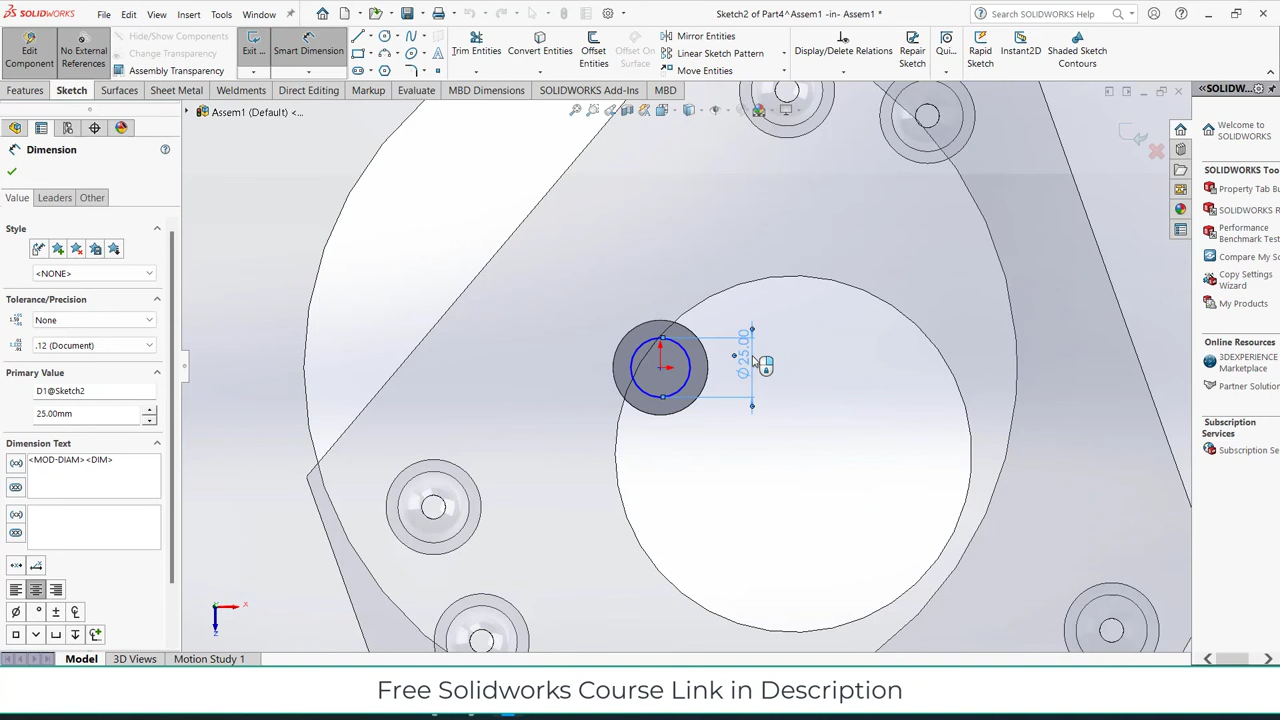 SOLIDWORKS
File
Edit
View
Insert
Tools
Window
Sketch2 of Part4^Assem1 -in- Assem1 *
Search SOLIDWORKS Help
Edit Component
No External References
Hide/Show Components
Change Transparency
Assembly Transparency
Exit ...
Smart Dimension
Trim Entities
Convert Entities
Offset Entities
Offset On Surface
Mirror Entities
Linear Sketch Pattern
Move Entities
Display/Delete Relations
Repair Sketch
Qui...
Rapid Sketch
Instant2D
Shaded Sketch Contours
Features
Sketch
Surfaces
Sheet Metal
Weldments
Direct Editing
Markup
Evaluate
MBD Dimensions
SOLIDWORKS Add-Ins
MBD
SOLIDW...
Assem1 (Default) <...
Dimension
Value
Leaders
Other
Style
<NONE>
Tolerance/Precision
None
.12 (Document)
Primary Value
D1@Sketch2
25.00mm
Dimension Text
<MOD-DIAM><DIM>
∅25.00
x
z
Welcome to SOLIDWORKS
SOLIDWORKS Too
Property Tab Bu
SOLIDWORKS R
Performance Benchmark Test
Compare My Sc
Copy Settings Wizard
My Products
Online Resources
3DEXPERIENCE Marketplace
Partner Solution
Subscription Services
Subscription Se
Model
3D Views
Motion Study 1
Free Solidworks Course Link in Description